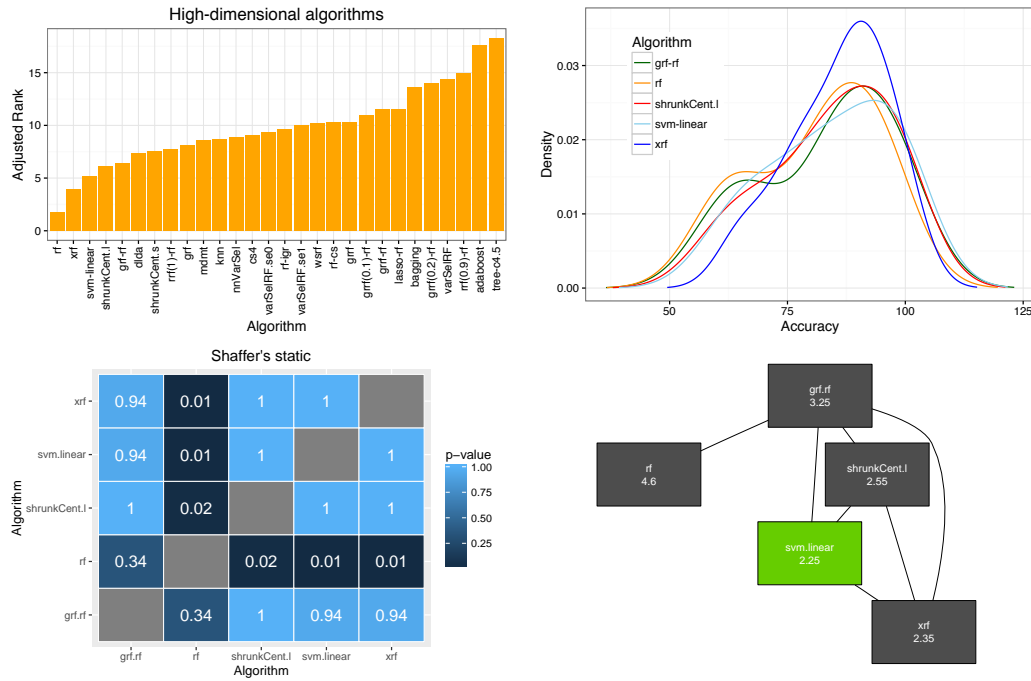 High-dimensional algorithms
Adjusted Rank
15
10
5
0
rf
xrf
svm-linear
shrunkCent.l
grf-rf
dlda
shrunkCent.s
rrf(1)-rf
grf
mdmt
knn
nnVarSel
cs4
varSelRF.se0
rf-igr
varSelRF.se1
wsrf
rf-cs
grrf
grrf(0.1)-rf
grrf-rf
lasso-rf
bagging
grrf(0.2)-rf
varSelRF
rrf(0.9)-rf
adaboost
tree-c4.5
Algorithm
Density
0.03
0.02
0.01
0.00
Algorithm
grf-rf
rf
shrunkCent.l
svm-linear
xrf
50
75
100
125
Accuracy
Shaffer's static
Algorithm
xrf
0.94
0.01
1
1
svm.linear
0.94
0.01
1
1
shrunkCent.l
1
0.02
1
1
rf
0.34
0.02
0.01
0.01
grf.rf
0.34
1
0.94
0.94
grf.rf
rf
shrunkCent.l
svm.linear
xrf
Algorithm
p-value
1.00
0.75
0.50
0.25
grf.rf
3.25
rf
4.6
shrunkCent.l
2.55
svm.linear
2.25
xrf
2.35